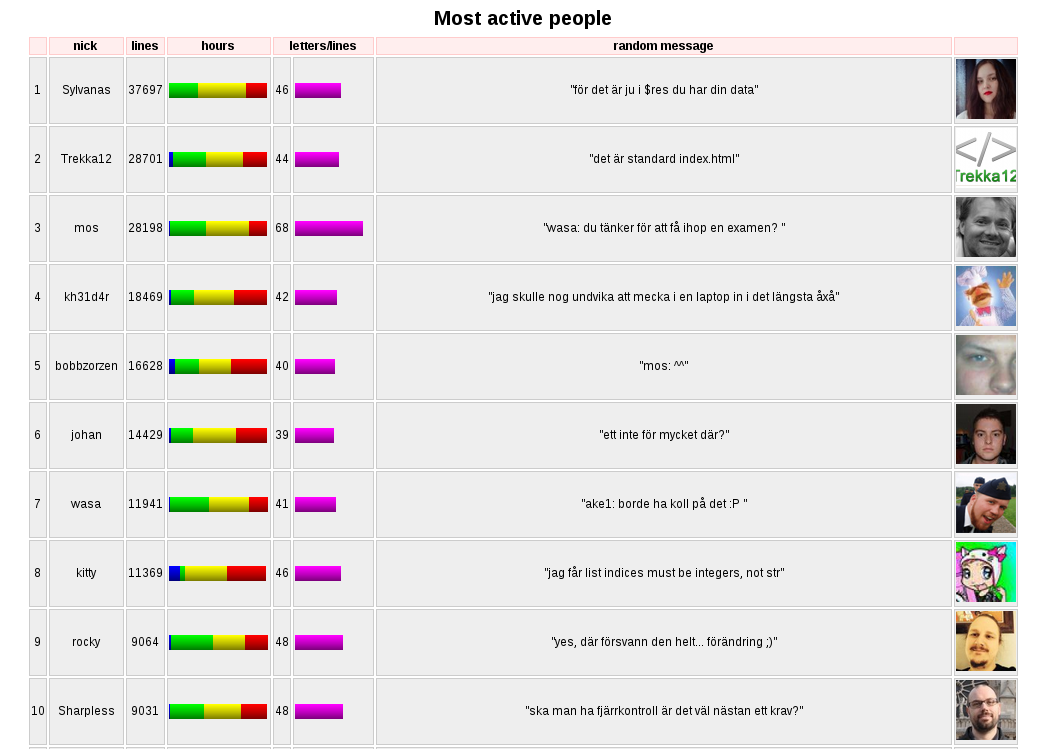 Most active people
nick lines hours letters/lines random message
1 Sylvanas 37697 46 "för det är ju i $res du har din data"
2 Trekka12 28701 44 "det är standard index.html"
</>
Trekka12
3 mos 28198 68 "wasa: du tänker för att få ihop en examen? "
4 kh31d4r 18469 42 "jag skulle nog undvika att mecka i en laptop in i det längsta åxå"
5 bobbzorzen 16628 40 "mos: ^^"
6 johan 14429 39 "ett inte för mycket där?"
7 wasa 11941 41 "ake1: borde ha koll på det :P "
8 kitty 11369 46 "jag får list indices must be integers, not str"
9 rocky 9064 48 "yes, där försvann den helt... förändring ;)"
10 Sharpless 9031 48 "ska man ha fjärrkontroll är det väl nästan ett krav?"